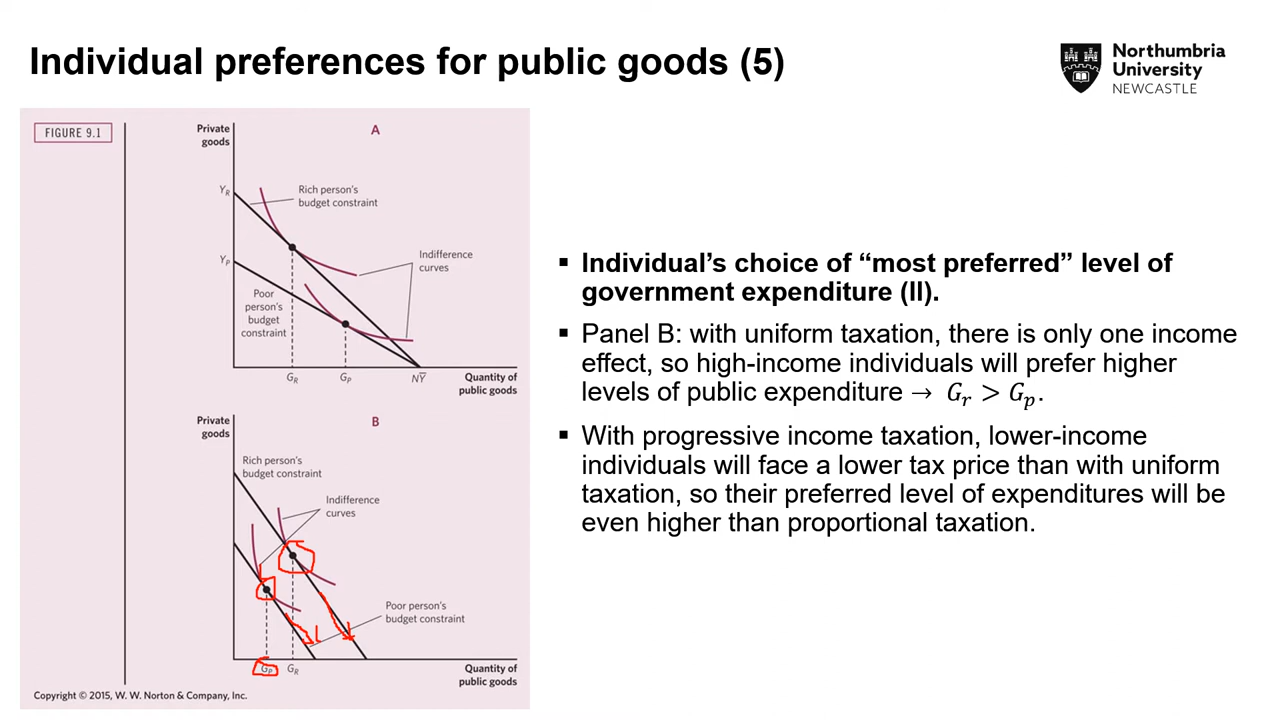 Individual preferences for public goods (5)
Northumbria
University
NEWCASTLE
FIGURE 9.1
Private
goods
A
Y_R
Rich person's
budget constraint
Y_P
Indifference
curves
Poor
person's
budget
constraint
G_R
G_P
NY̅
Quantity of
public goods
Private
goods
B
Rich person's
budget constraint
Indifference
curves
Poor person's
budget constraint
G_P
G_R
Quantity of
public goods
Copyright © 2015, W. W. Norton & Company, Inc.
▪ Individual's choice of “most preferred” level of
government expenditure (II).
▪ Panel B: with uniform taxation, there is only one income
effect, so high-income individuals will prefer higher
levels of public expenditure → G_r > G_p.
▪ With progressive income taxation, lower-income
individuals will face a lower tax price than with uniform
taxation, so their preferred level of expenditures will be
even higher than proportional taxation.